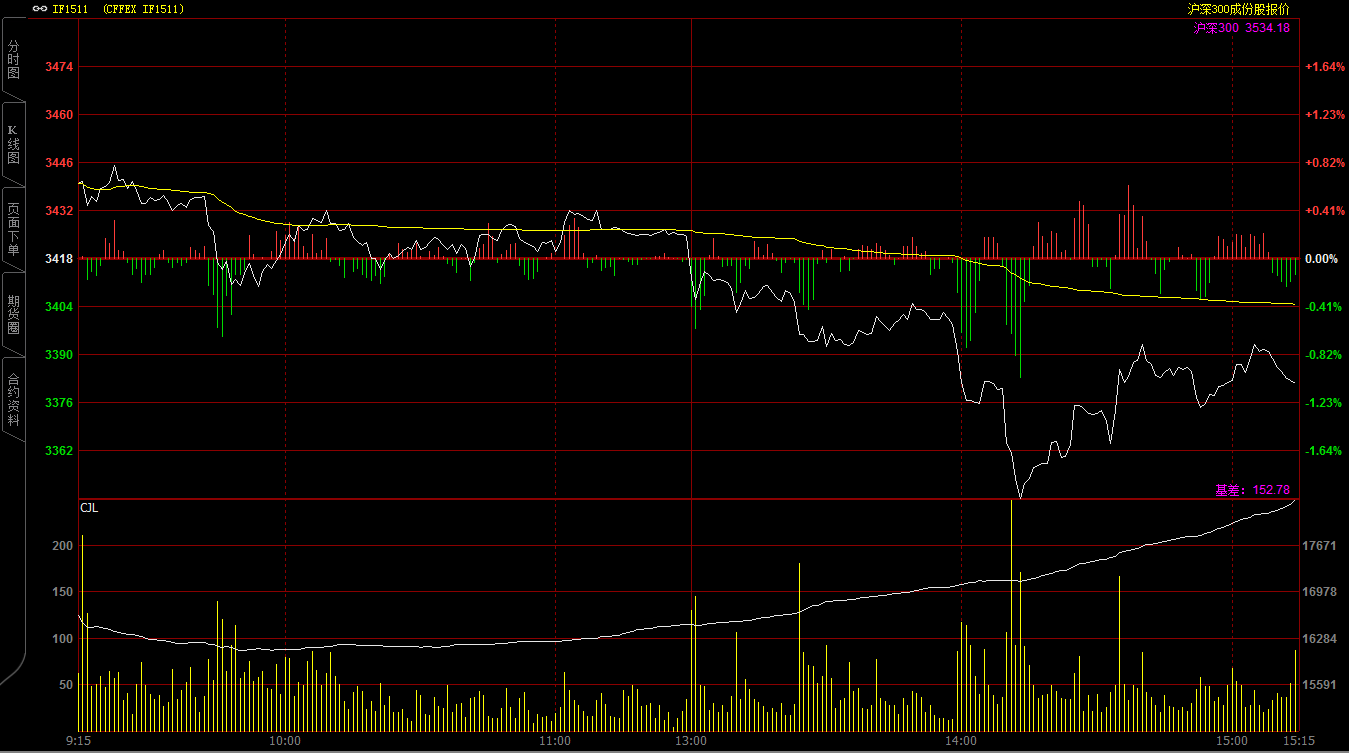 IF1511 (CFFEX IF1511)
沪深300成份股报价
沪深300 3534.18
分时图
K线图
页面下单
期货圈
合约资料
3474 +1.64%
3460 +1.23%
3446 +0.82%
3432 +0.41%
3418 0.00%
3404 -0.41%
3390 -0.82%
3376 -1.23%
3362 -1.64%
基差: 152.78
CJL
200 17671
150 16978
100 16284
50 15591
9:15 10:00 11:00 13:00 14:00 15:00 15:15